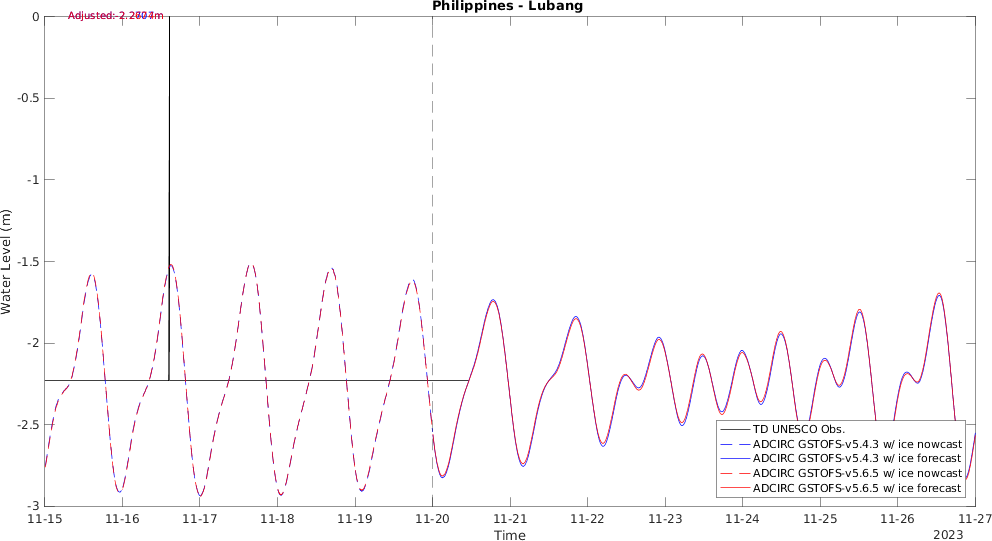 Philippines - Lubang
Adjusted: -2.2
0
-0.5
-1
-1.5
-2
-2.5
-3
Water Level (m)
11-15 11-16 11-17 11-18 11-19 11-20 11-21 11-22 11-23 11-24 11-25 11-26 11-27
Time
2023
TD UNESCO Obs.
ADCIRC GSTOFS-v5.4.3 w/ ice nowcast
ADCIRC GSTOFS-v5.4.3 w/ ice forecast
ADCIRC GSTOFS-v5.6.5 w/ ice nowcast
ADCIRC GSTOFS-v5.6.5 w/ ice forecast